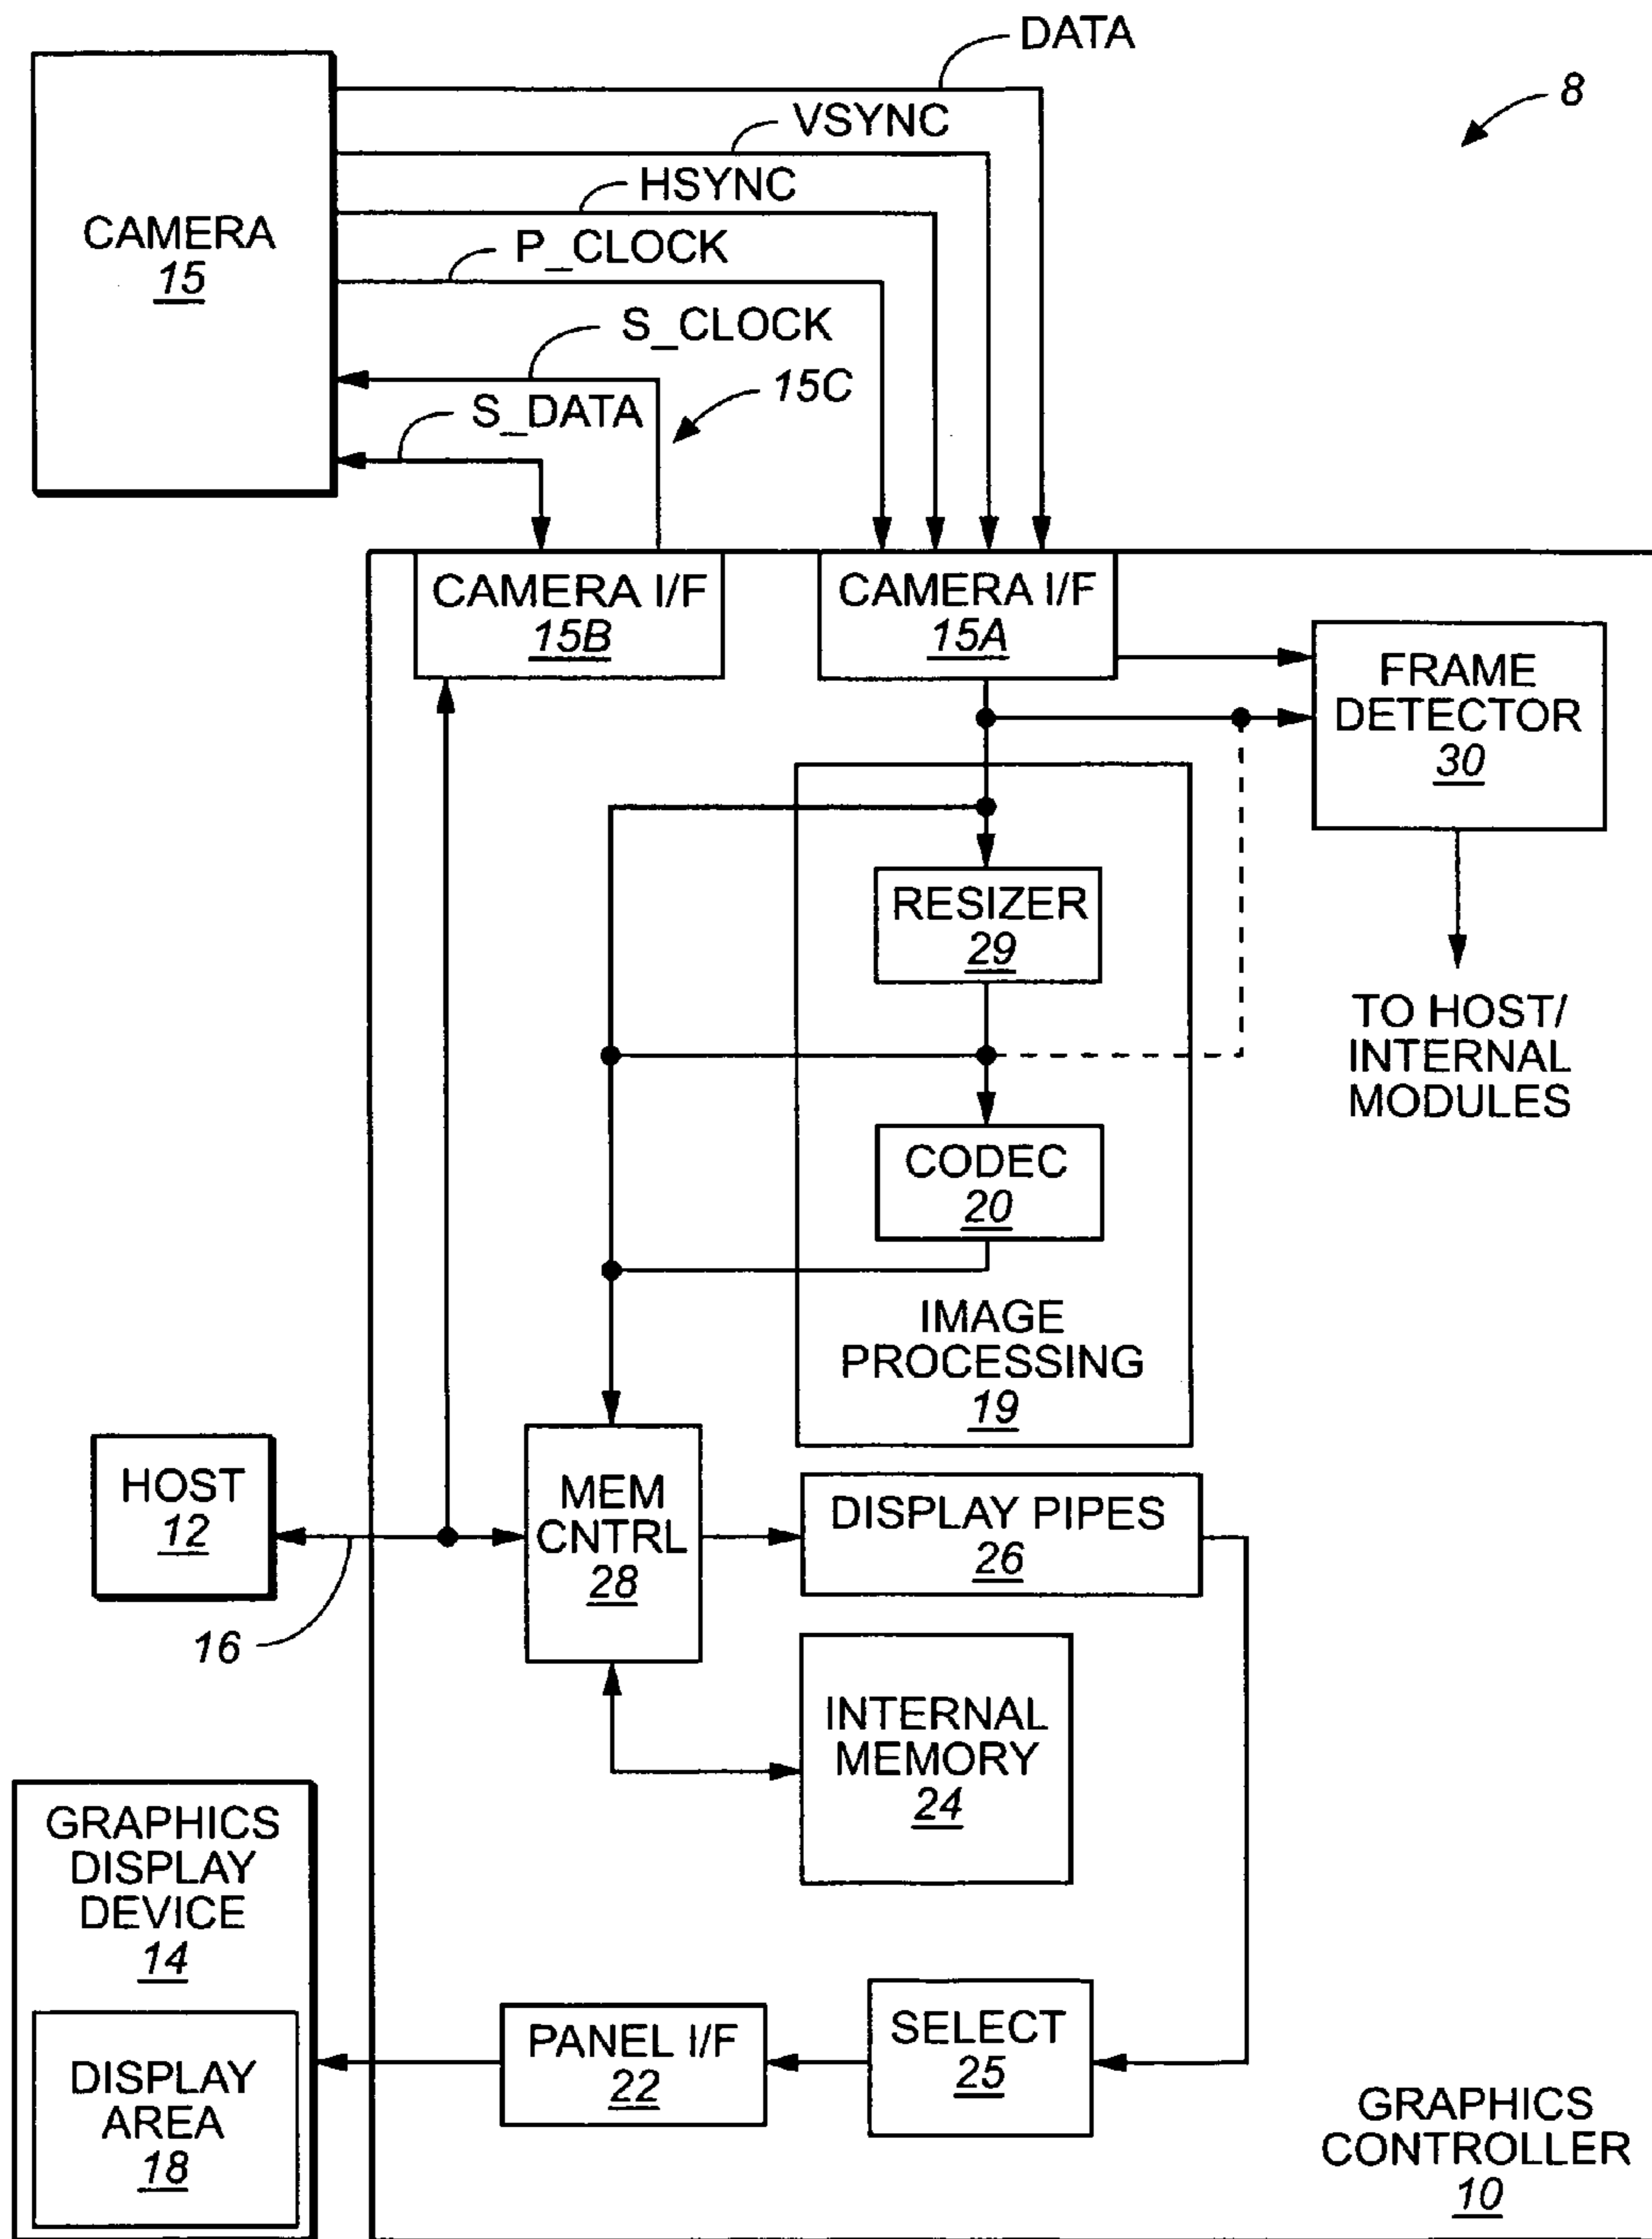 DATA
8
VSYNC
HSYNC
CAMERA
15
P_CLOCK
S_CLOCK
15C
S_DATA
CAMERA I/F
15B
CAMERA I/F
15A
FRAME
DETECTOR
30
RESIZER
29
TO HOST/
INTERNAL
MODULES
CODEC
20
IMAGE
PROCESSING
19
HOST
12
MEM
CNTRL
28
DISPLAY PIPES
26
16
INTERNAL
MEMORY
24
GRAPHICS
DISPLAY
DEVICE
14
DISPLAY
AREA
18
PANEL I/F
22
SELECT
25
GRAPHICS
CONTROLLER
10